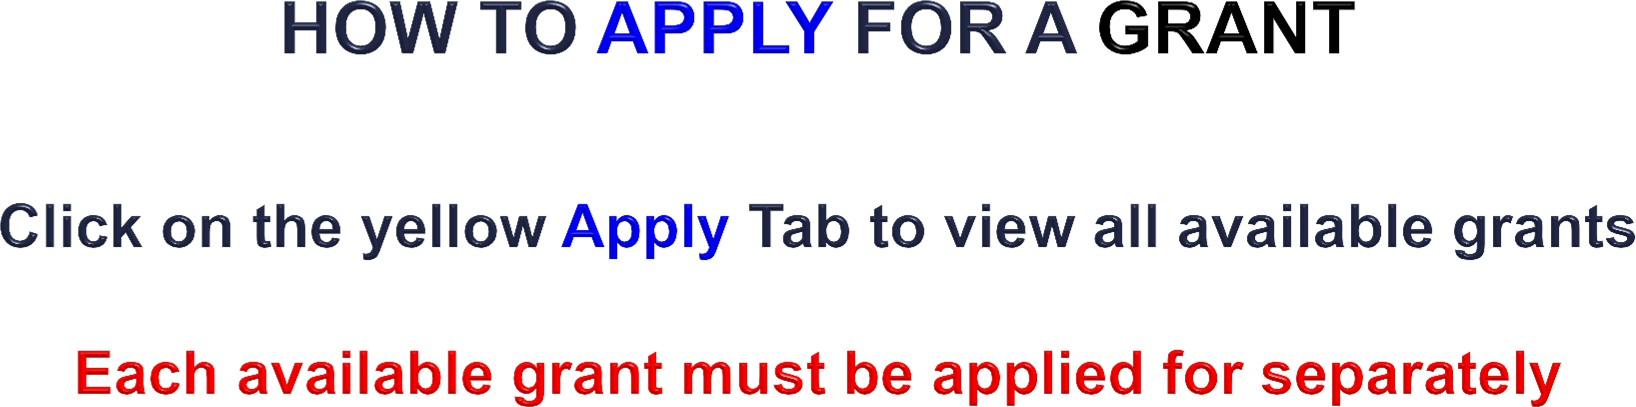 HOW TO APPLY FOR A GRANT
Click on the yellow Apply Tab to view all available grants
Each available grant must be applied for separately